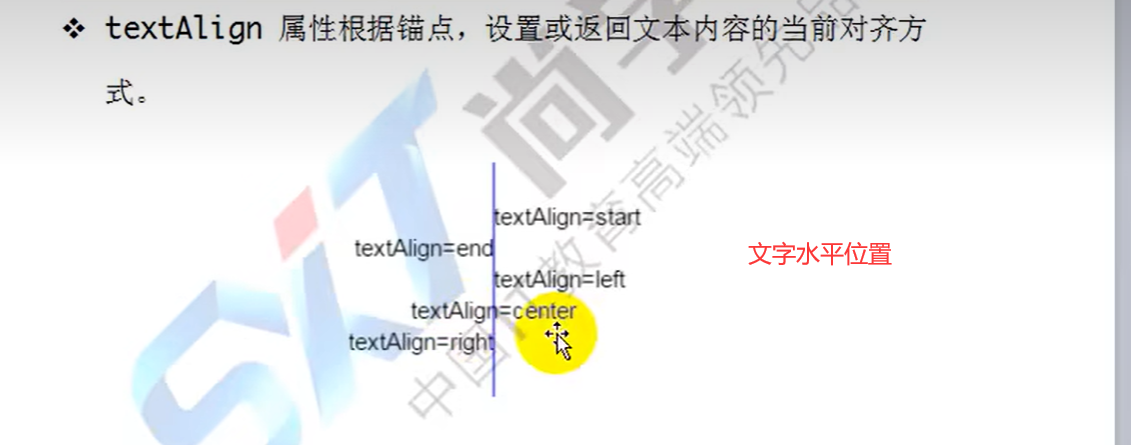 ❖ textAlign 属性根据锚点，设置或返回文本内容的当前对齐方
式。
textAlign=start
textAlign=end
文字水平位置
textAlign=left
textAlign=center
textAlign=right
SXT
尚学
中国IT教育高端领先品